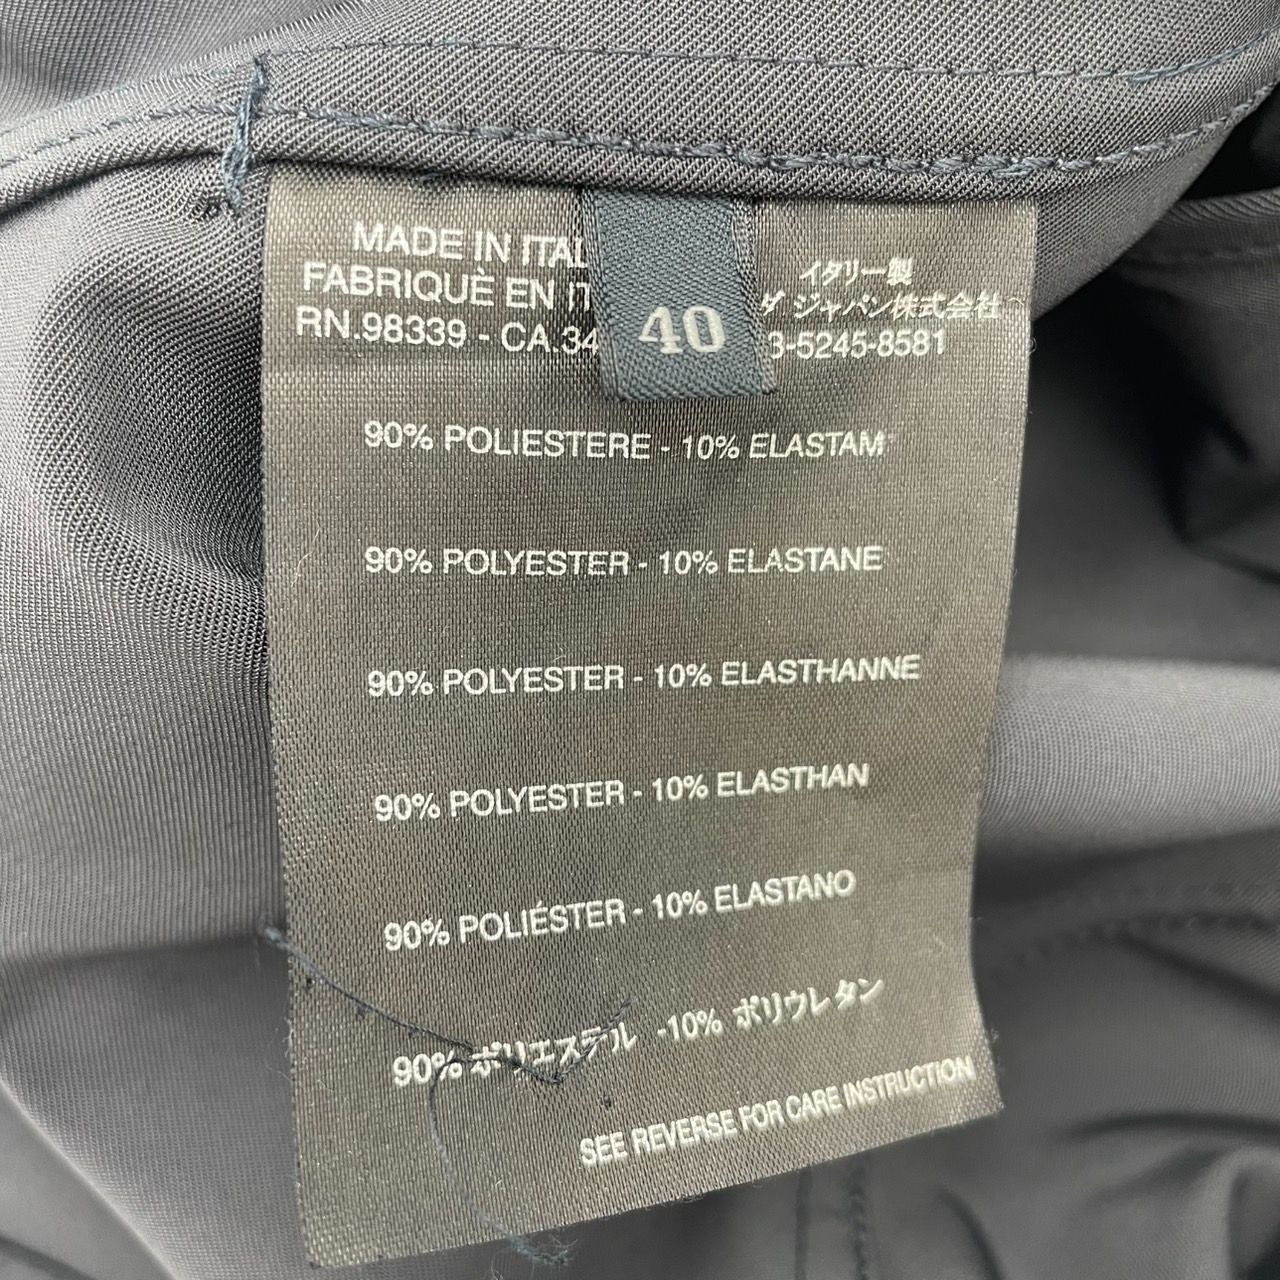 MADE IN ITAL
FABRIQUÈ EN IT
RN.98339 - CA.34
イタリー製
ダ ジャパン株式会社
3-5245-8581
40
90% POLIESTERE - 10% ELASTAM
90% POLYESTER - 10% ELASTANE
90% POLYESTER - 10% ELASTHANNE
90% POLYESTER - 10% ELASTHAN
90% POLIÉSTER - 10% ELASTANO
90% ポリエステル -10% ポリウレタン
SEE REVERSE FOR CARE INSTRUCTION